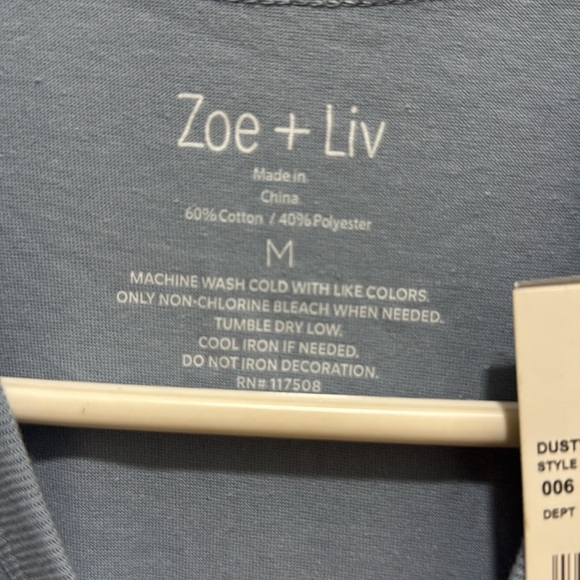 Zoe + Liv
Made in
China
60% Cotton / 40% Polyester
M
MACHINE WASH COLD WITH LIKE COLORS.
ONLY NON-CHLORINE BLEACH WHEN NEEDED.
TUMBLE DRY LOW.
COOL IRON IF NEEDED.
DO NOT IRON DECORATION.
RN# 117508
STYLE
006
DEPT